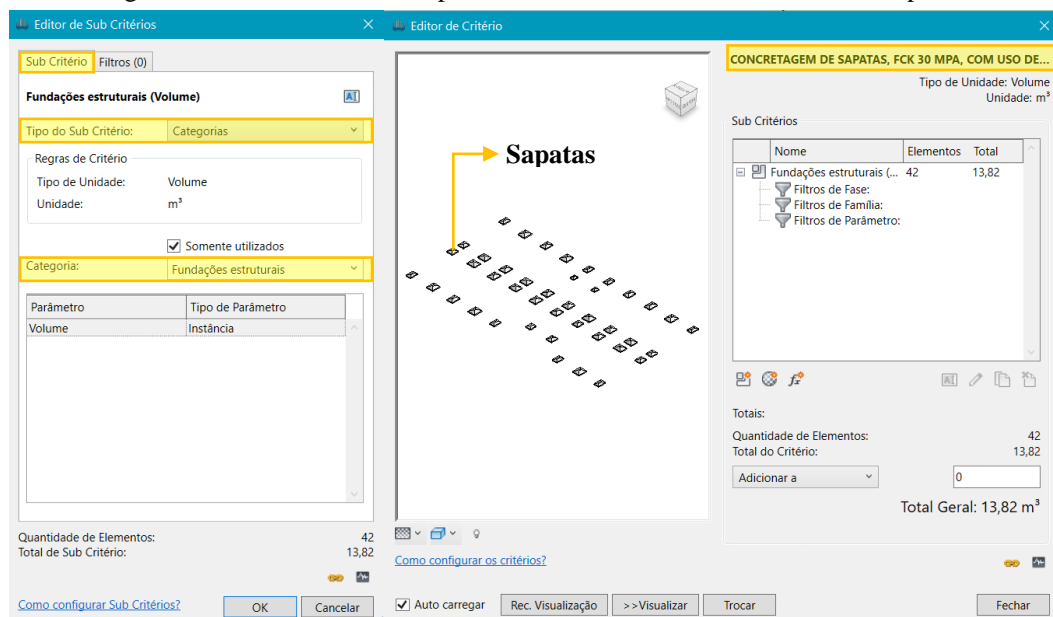 Editor de Sub Critérios
Sub Critério Filtros (0)
Fundações estruturais (Volume)
Tipo do Sub Critério: Categorias
Regras de Critério
Tipo de Unidade: Volume
Unidade: m³
Somente utilizados
Categoria: Fundações estruturais
Parâmetro Tipo de Parâmetro
Volume Instância
Quantidade de Elementos: 42
Total de Sub Critério: 13,82
Como configurar Sub Critérios? OK Cancelar
Editor de Critério
Sapatas
Como configurar os critérios?
Auto carregar Rec. Visualização >>Visualizar Trocar Fechar
CONCRETAGEM DE SAPATAS, FCK 30 MPA, COM USO DE...
Tipo de Unidade: Volume
Unidade: m³
Sub Critérios
Nome Elementos Total
Fundações estruturais (... 42 13,82
Filtros de Fase:
Filtros de Família:
Filtros de Parâmetro:
Totais:
Quantidade de Elementos: 42
Total do Critério: 13,82
Adicionar a 0
Total Geral: 13,82 m³